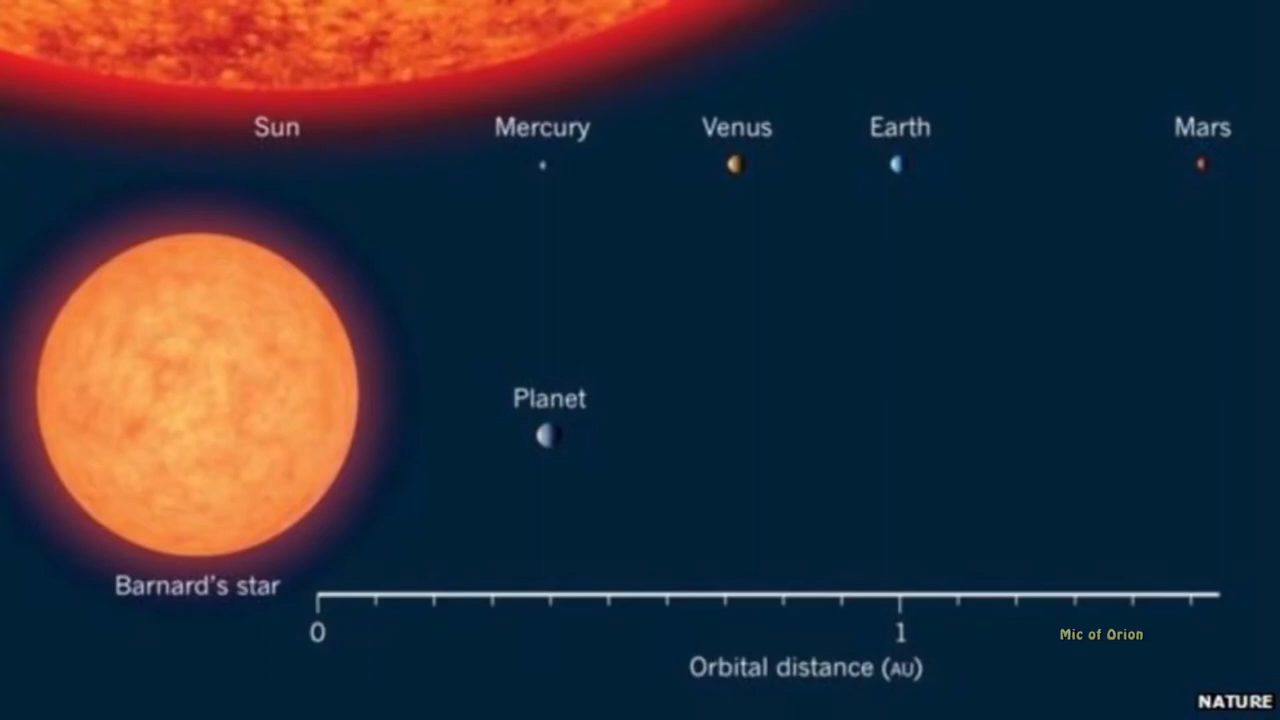 Sun
Mercury
Venus
Earth
Mars
Planet
Barnard's star
0
1
Mic of Orion
Orbital distance (AU)
NATURE